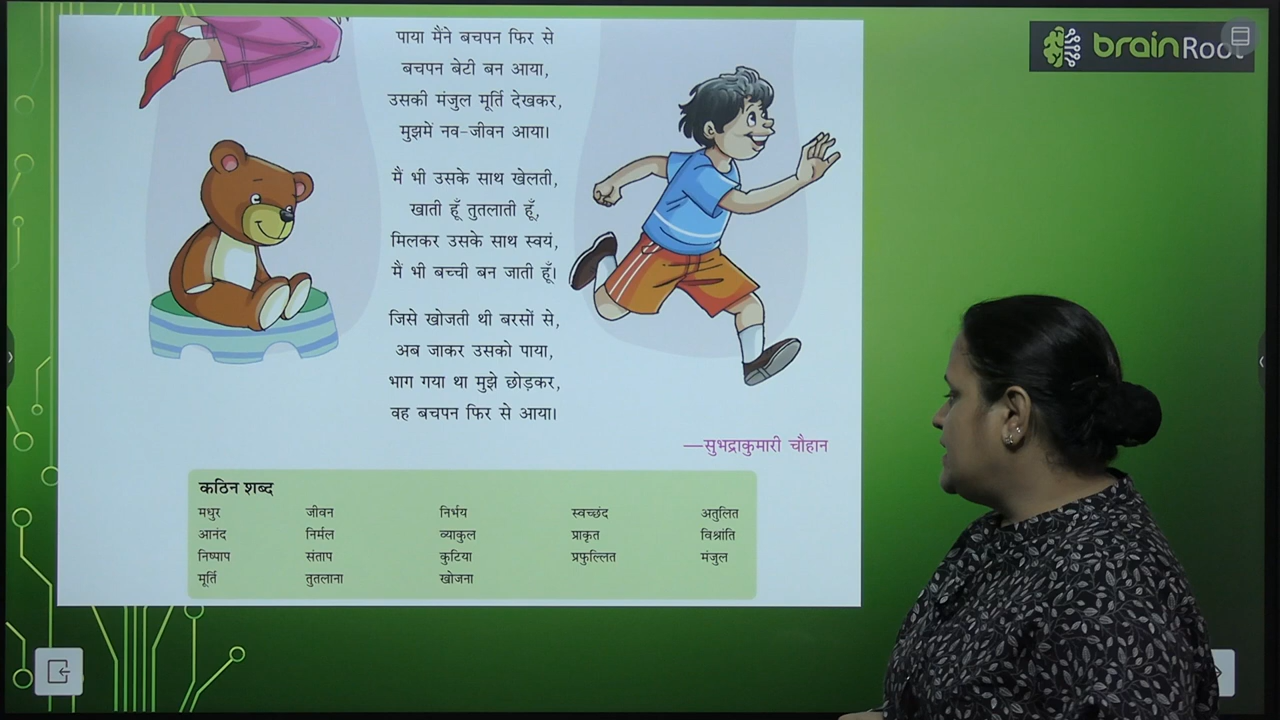 brainRoot
पाया मैंने बचपन फिर से
बचपन बेटी बन आया,
उसकी मंजुल मूर्ति देखकर,
मुझमें नव-जीवन आया।
मैं भी उसके साथ खेलती,
खाती हूँ तुतलाती हूँ,
मिलकर उसके साथ स्वयं,
मैं भी बच्ची बन जाती हूँ।
जिसे खोजती थी बरसों से,
अब जाकर उसको पाया,
भाग गया था मुझे छोड़कर,
वह बचपन फिर से आया।
—सुभद्राकुमारी चौहान
कठिन शब्द
मधुर जीवन निर्भय स्वच्छंद अतुलित
आनंद निर्मल व्याकुल प्राकृत विश्रांति
निष्पाप संताप कुटिया प्रफुल्लित मंजुल
मूर्ति तुतलाना खोजना